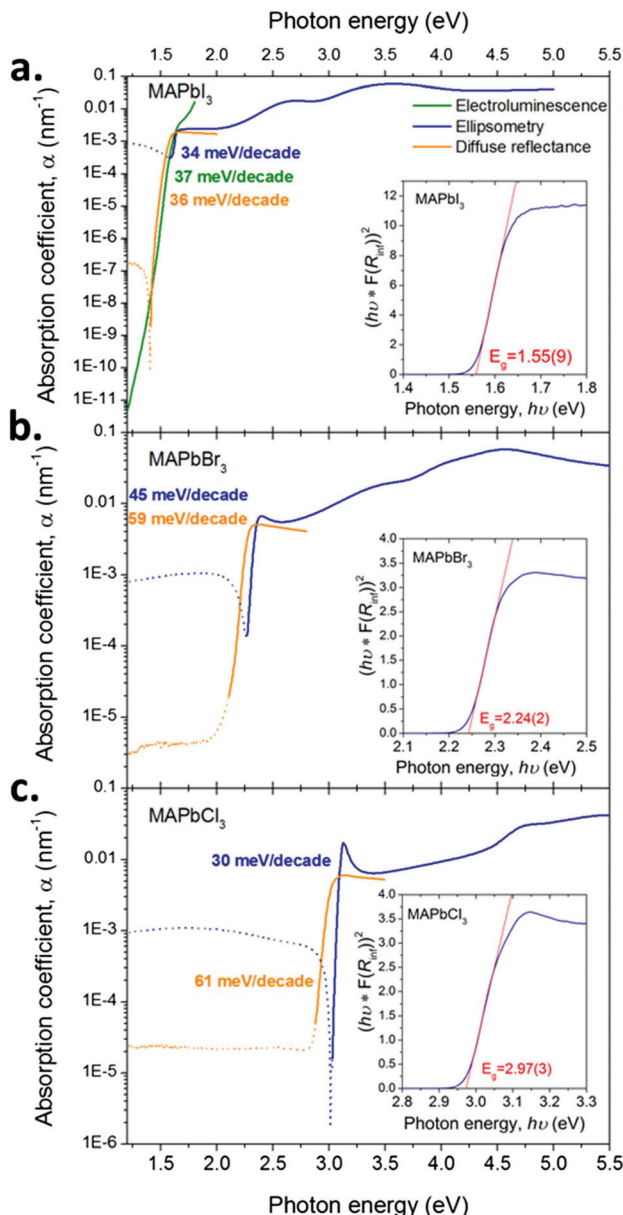 Photon energy (eV)
1.5 2.0 2.5 3.0 3.5 4.0 4.5 5.0 5.5
a.
MAPbI₃
Absorption coefficient, α (nm⁻¹)
0.1
0.01
1E-3
1E-4
1E-5
1E-6
1E-7
1E-8
1E-9
1E-10
1E-11
Electroluminescence
Ellipsometry
Diffuse reflectance
34 meV/decade
37 meV/decade
36 meV/decade
MAPbI₃
(hυ * F(R_inf))²
12
10
8
6
4
2
0
E_g=1.55(9)
1.4 1.5 1.6 1.7 1.8
Photon energy, hυ (eV)
b.
MAPbBr₃
Absorption coefficient, α (nm⁻¹)
0.1
0.01
1E-3
1E-4
1E-5
45 meV/decade
59 meV/decade
MAPbBr₃
(hυ * F(R_inf))²
4.0
3.5
3.0
2.5
2.0
1.5
1.0
0.5
0.0
E_g=2.24(2)
2.1 2.2 2.3 2.4 2.5
Photon energy, hυ (eV)
c.
MAPbCl₃
Absorption coefficient, α (nm⁻¹)
0.1
0.01
1E-3
1E-4
1E-5
1E-6
30 meV/decade
61 meV/decade
MAPbCl₃
(hυ * F(R_inf))²
4.0
3.5
3.0
2.5
2.0
1.5
1.0
0.5
0.0
E_g=2.97(3)
2.8 2.9 3.0 3.1 3.2 3.3
Photon energy, hυ (eV)
1.5 2.0 2.5 3.0 3.5 4.0 4.5 5.0 5.5
Photon energy (eV)